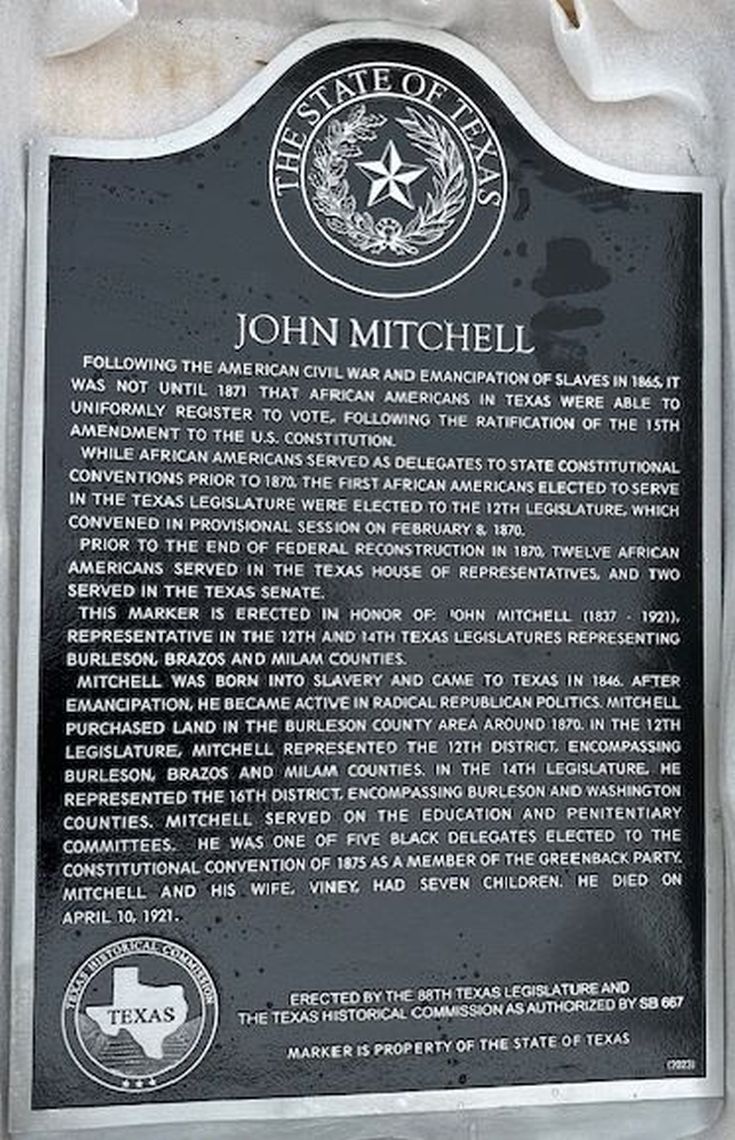 THE STATE OF TEXAS
JOHN MITCHELL
FOLLOWING THE AMERICAN CIVIL WAR AND EMANCIPATION OF SLAVES IN 1865, IT
WAS NOT UNTIL 1871 THAT AFRICAN AMERICANS IN TEXAS WERE ABLE TO
UNIFORMLY REGISTER TO VOTE, FOLLOWING THE RATIFICATION OF THE 15TH
AMENDMENT TO THE U.S. CONSTITUTION.
WHILE AFRICAN AMERICANS SERVED AS DELEGATES TO STATE CONSTITUTIONAL
CONVENTIONS PRIOR TO 1870, THE FIRST AFRICAN AMERICANS ELECTED TO SERVE
IN THE TEXAS LEGISLATURE WERE ELECTED TO THE 12TH LEGISLATURE, WHICH
CONVENED IN PROVISIONAL SESSION ON FEBRUARY 8, 1870.
PRIOR TO THE END OF FEDERAL RECONSTRUCTION IN 1870, TWELVE AFRICAN
AMERICANS SERVED IN THE TEXAS HOUSE OF REPRESENTATIVES, AND TWO
SERVED IN THE TEXAS SENATE.
THIS MARKER IS ERECTED IN HONOR OF: JOHN MITCHELL (1837 - 1921),
REPRESENTATIVE IN THE 12TH AND 14TH TEXAS LEGISLATURES REPRESENTING
BURLESON, BRAZOS AND MILAM COUNTIES.
MITCHELL WAS BORN INTO SLAVERY AND CAME TO TEXAS IN 1846. AFTER
EMANCIPATION, HE BECAME ACTIVE IN RADICAL REPUBLICAN POLITICS. MITCHELL
PURCHASED LAND IN THE BURLESON COUNTY AREA AROUND 1870. IN THE 12TH
LEGISLATURE, MITCHELL REPRESENTED THE 12TH DISTRICT, ENCOMPASSING
BURLESON, BRAZOS AND MILAM COUNTIES. IN THE 14TH LEGISLATURE, HE
REPRESENTED THE 16TH DISTRICT, ENCOMPASSING BURLESON AND WASHINGTON
COUNTIES. MITCHELL SERVED ON THE EDUCATION AND PENITENTIARY
COMMITTEES. HE WAS ONE OF FIVE BLACK DELEGATES ELECTED TO THE
CONSTITUTIONAL CONVENTION OF 1875 AS A MEMBER OF THE GREENBACK PARTY.
MITCHELL AND HIS WIFE, VINEY, HAD SEVEN CHILDREN. HE DIED ON
APRIL 10, 1921.
TEXAS HISTORICAL COMMISSION
TEXAS
ERECTED BY THE 88TH TEXAS LEGISLATURE AND
THE TEXAS HISTORICAL COMMISSION AS AUTHORIZED BY SB 667
MARKER IS PROPERTY OF THE STATE OF TEXAS
(2023)